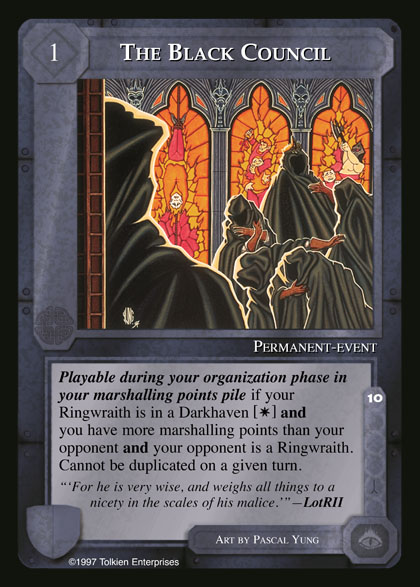 1
THE BLACK COUNCIL
PERMANENT-EVENT
Playable during your organization phase in
your marshalling points pile if your
Ringwraith is in a Darkhaven [✷] and
you have more marshalling points than your
opponent and your opponent is a Ringwraith.
Cannot be duplicated on a given turn.
10
“‘For he is very wise, and weighs all things to a
nicety in the scales of his malice.’”–LotRII
ART BY PASCAL YUNG
©1997 Tolkien Enterprises